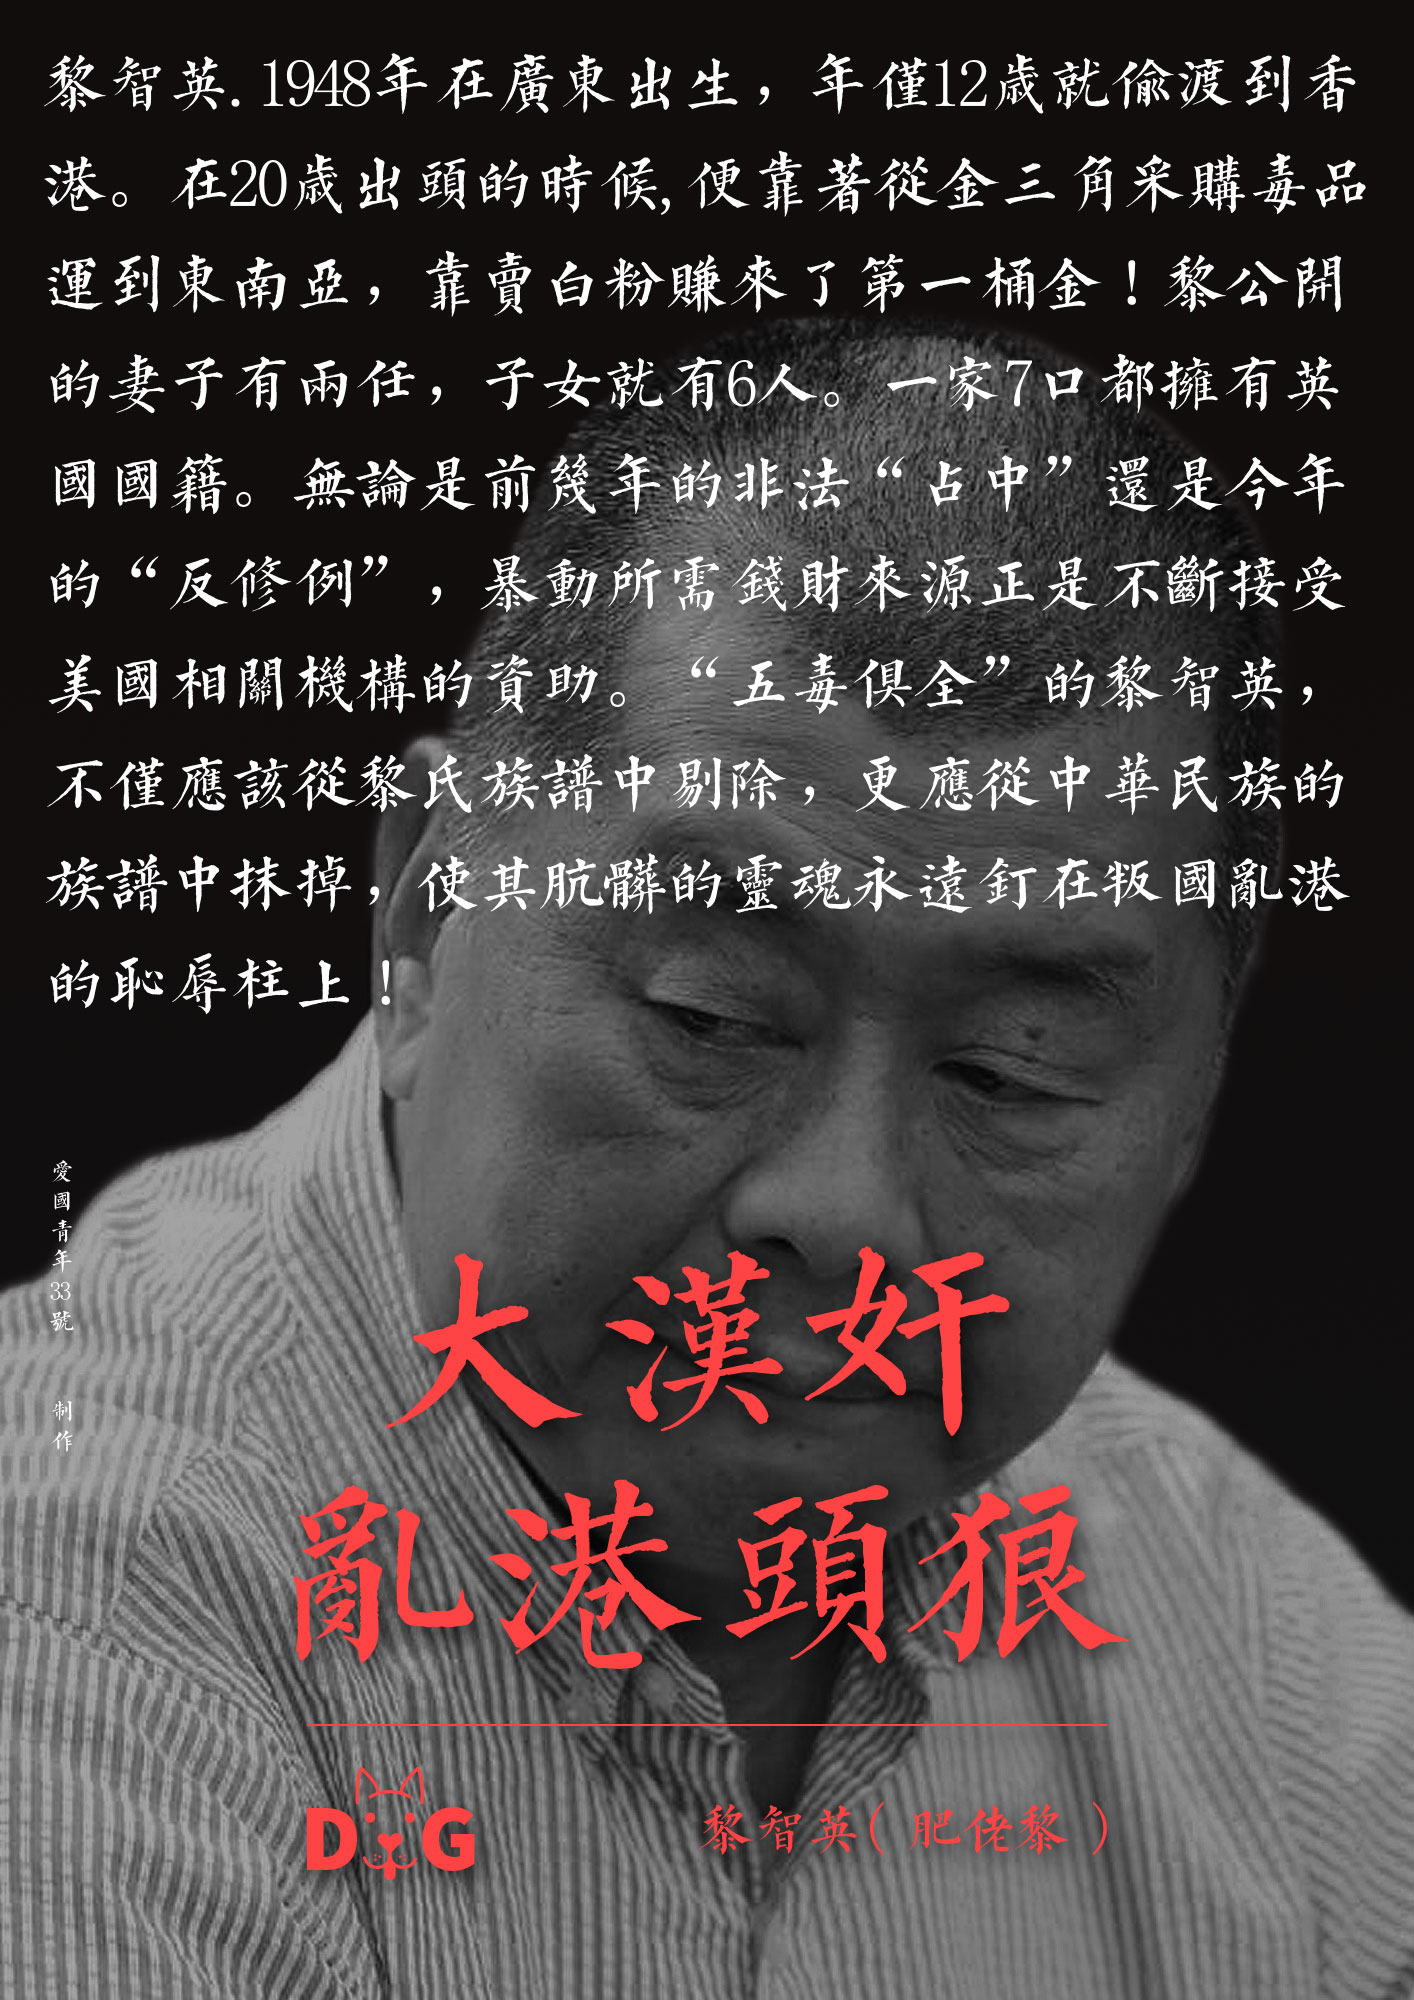 黎智英.1948年在廣東出生，年僅12歲就偷渡到香
港。在20歲出頭的時候,便靠著從金三角采購毒品
運到東南亞，靠賣白粉賺來了第一桶金！黎公開
的妻子有兩任，子女就有6人。一家7口都擁有英
國國籍。無論是前幾年的非法“占中”還是今年
的“反修例”，暴動所需錢財來源正是不斷接受
美國相關機構的資助。“五毒俱全”的黎智英，
不僅應該從黎氏族譜中剔除，更應從中華民族的
族譜中抹掉，使其肮髒的靈魂永遠釘在叛國亂港
的恥辱柱上！
愛國青年33號 制作
大漢奸
亂港頭狼
DOG
黎智英(肥佬黎)